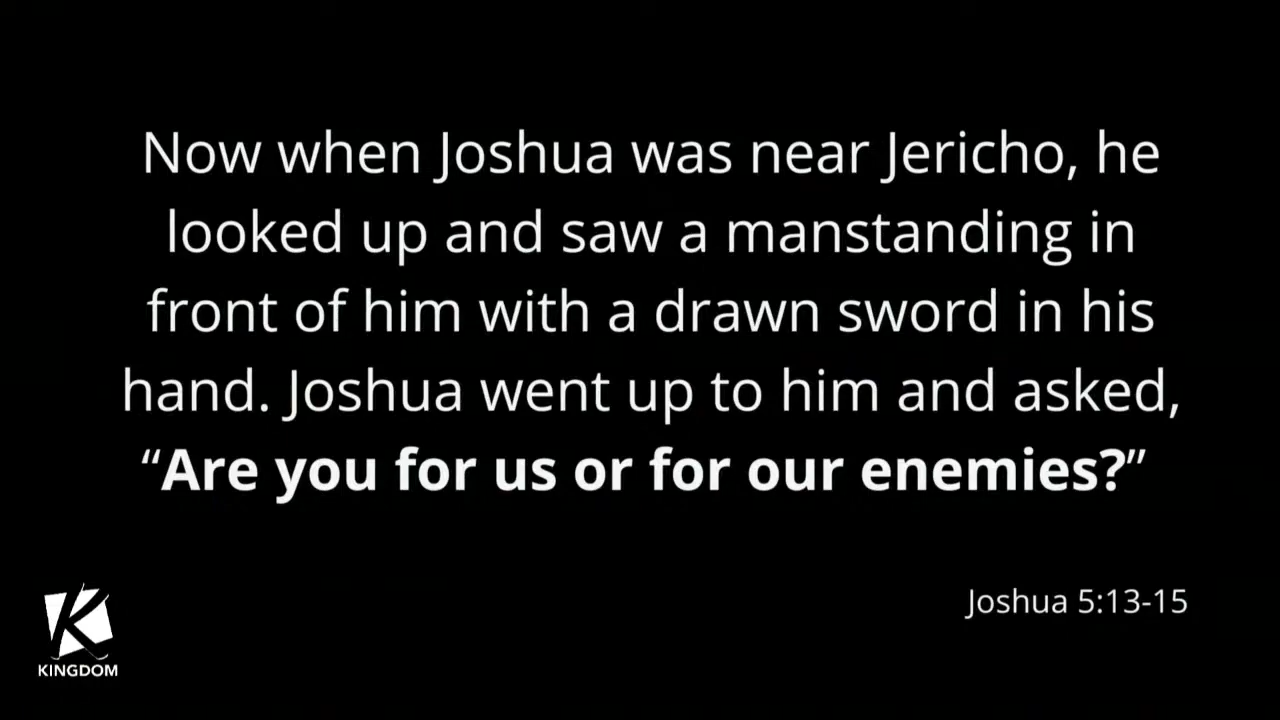 Now when Joshua was near Jericho, he
looked up and saw a manstanding in
front of him with a drawn sword in his
hand. Joshua went up to him and asked,
“Are you for us or for our enemies?”
Joshua 5:13-15
K
KINGDOM